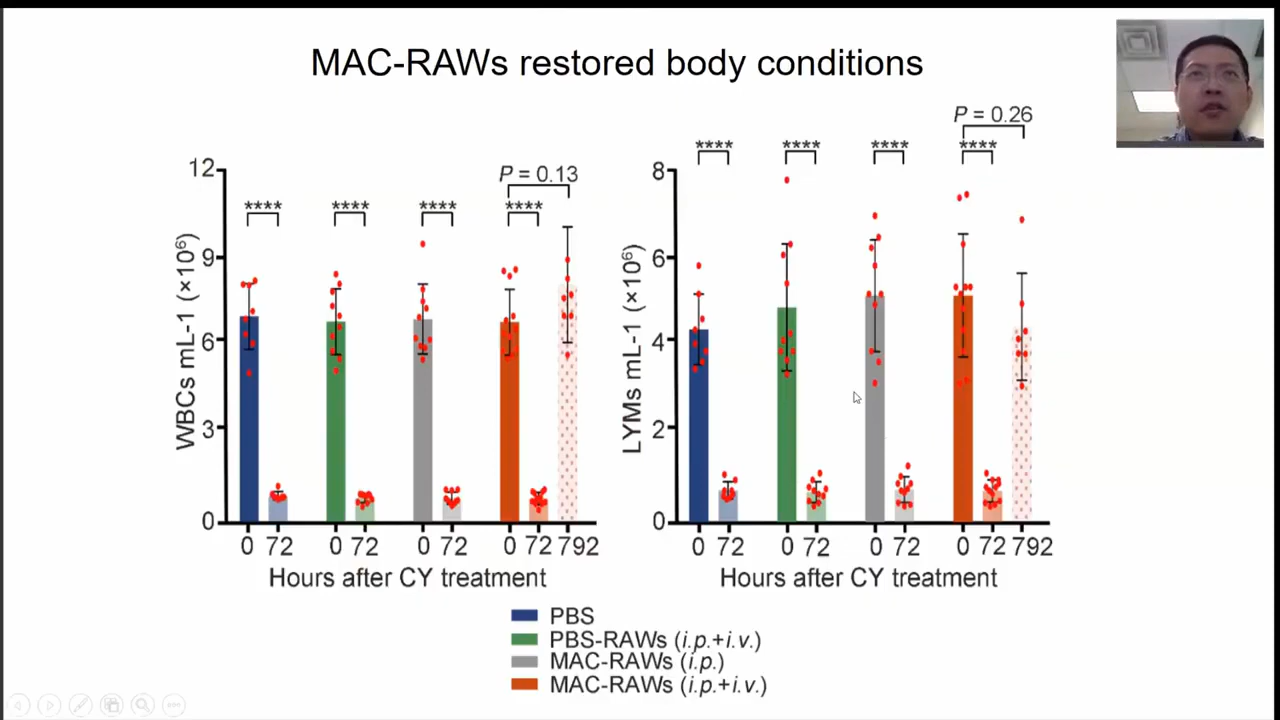 MAC-RAWs restored body conditions
WBCs mL-1 (×10⁶)
12
9
6
3
0
****
****
****
****
P = 0.13
0 72 0 72 0 72 0 72 792
Hours after CY treatment
LYMs mL-1 (×10⁶)
8
6
4
2
0
****
****
****
****
P = 0.26
0 72 0 72 0 72 0 72 792
Hours after CY treatment
PBS
PBS-RAWs (i.p.+i.v.)
MAC-RAWs (i.p.)
MAC-RAWs (i.p.+i.v.)